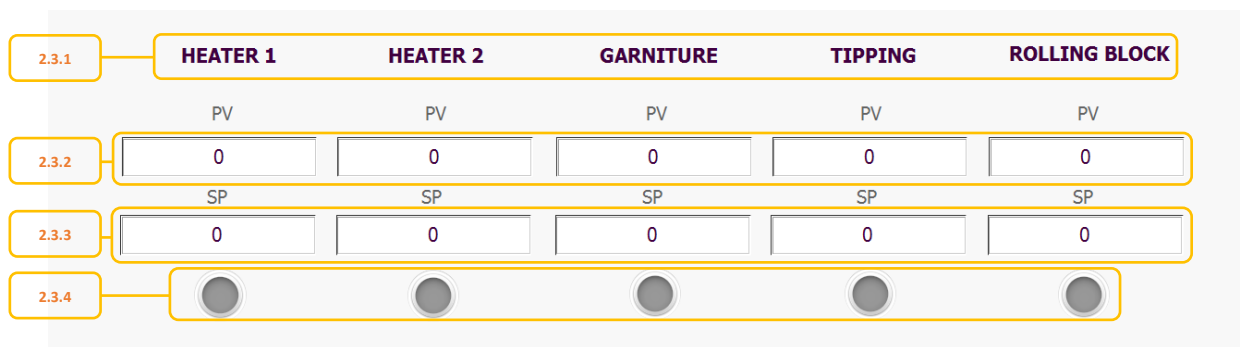 2.3.1 HEATER 1 HEATER 2 GARNITURE TIPPING ROLLING BLOCK
PV PV PV PV PV
2.3.2 0 0 0 0 0
SP SP SP SP SP
2.3.3 0 0 0 0 0
2.3.4